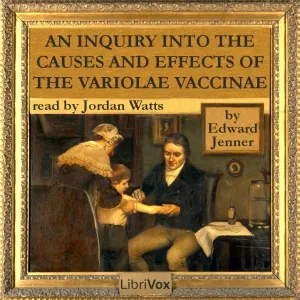 AN INQUIRY INTO THE
CAUSES AND EFFECTS OF
THE VARIOLAE VACCINAE
read by Jordan Watts
by
Edward
Jenner
LibriVox